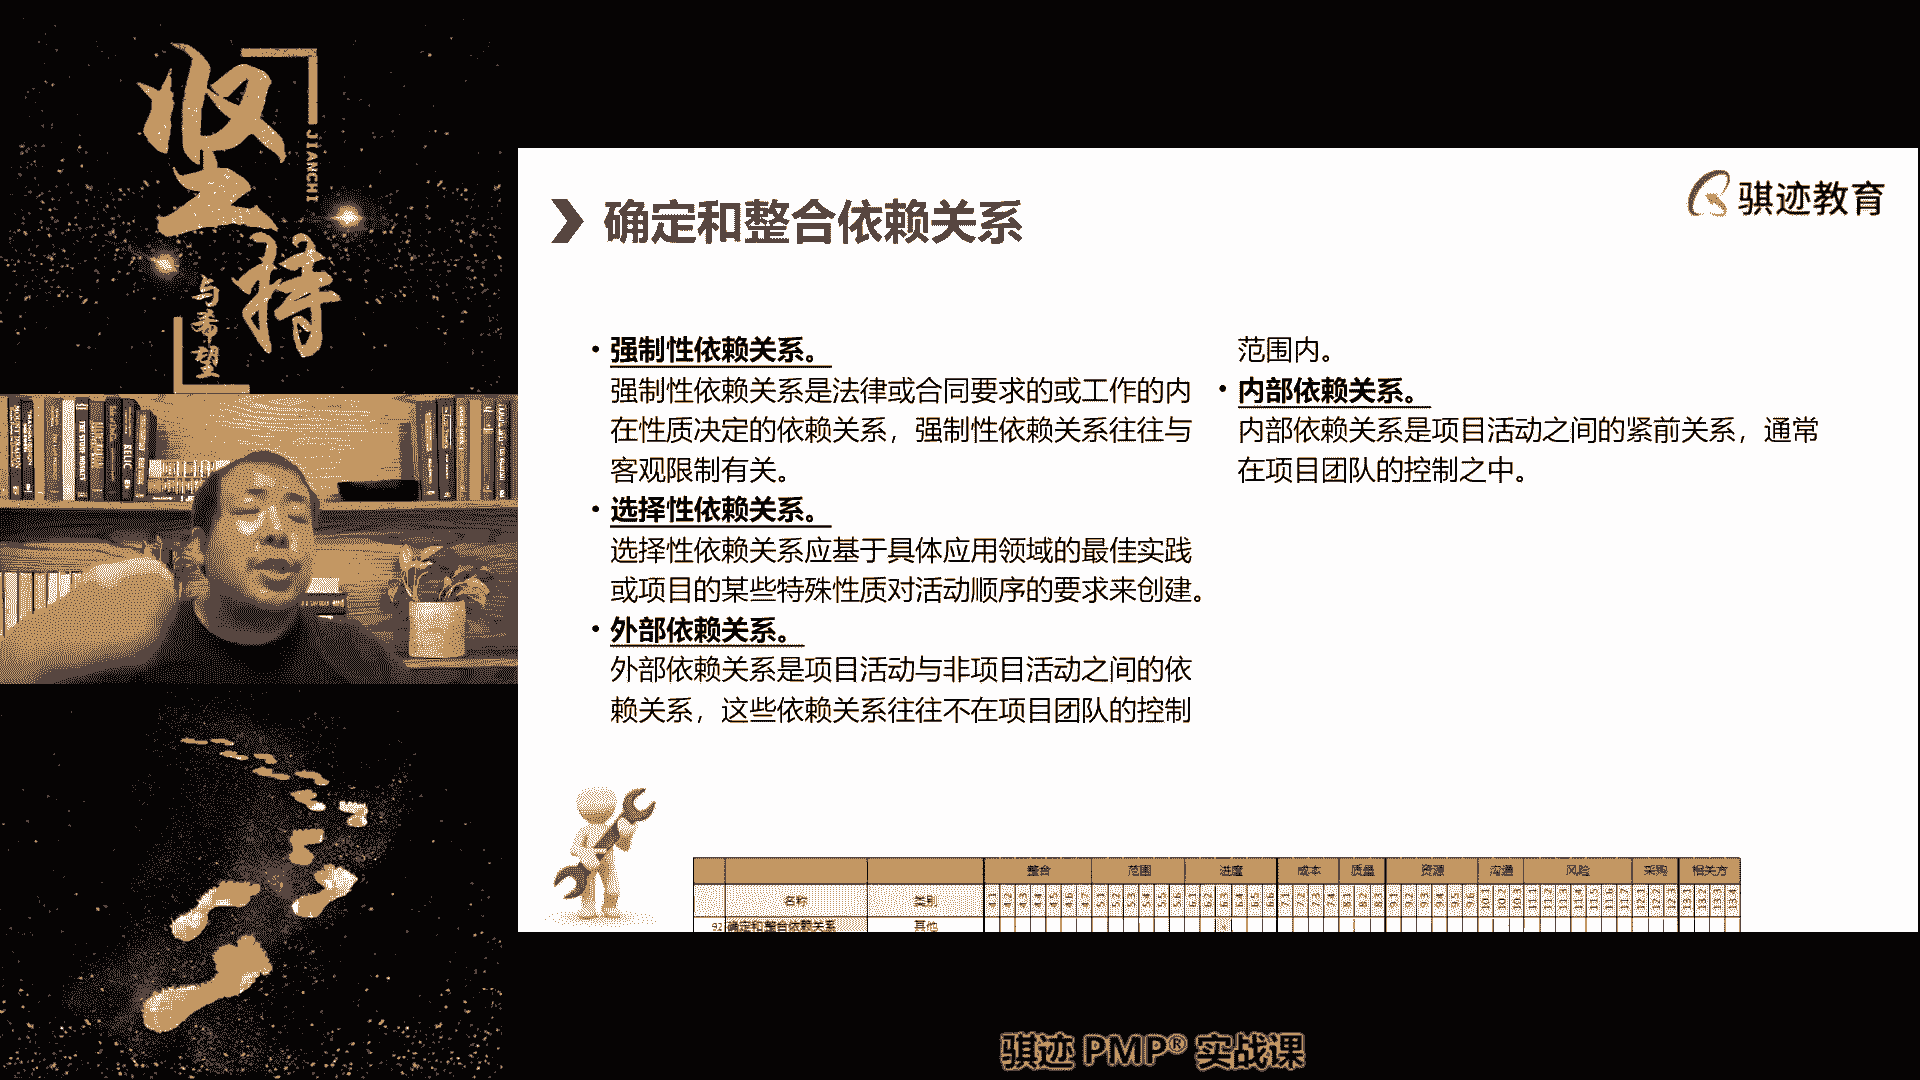 坚持
JIANCHI
与希望
骐迹教育
确定和整合依赖关系
• 强制性依赖关系。
强制性依赖关系是法律或合同要求的或工作的内
在性质决定的依赖关系，强制性依赖关系往往与
客观限制有关。
• 选择性依赖关系。
选择性依赖关系应基于具体应用领域的最佳实践
或项目的某些特殊性质对活动顺序的要求来创建。
• 外部依赖关系。
外部依赖关系是项目活动与非项目活动之间的依
赖关系，这些依赖关系往往不在项目团队的控制
范围内。
• 内部依赖关系。
内部依赖关系是项目活动之间的紧前关系，通常
在项目团队的控制之中。
整合 范围 进度 成本 质量 资源 沟通 风险 采购 相关方
名称 类别
92 确定和整合依赖关系 其他
骐迹 PMP® 实战课